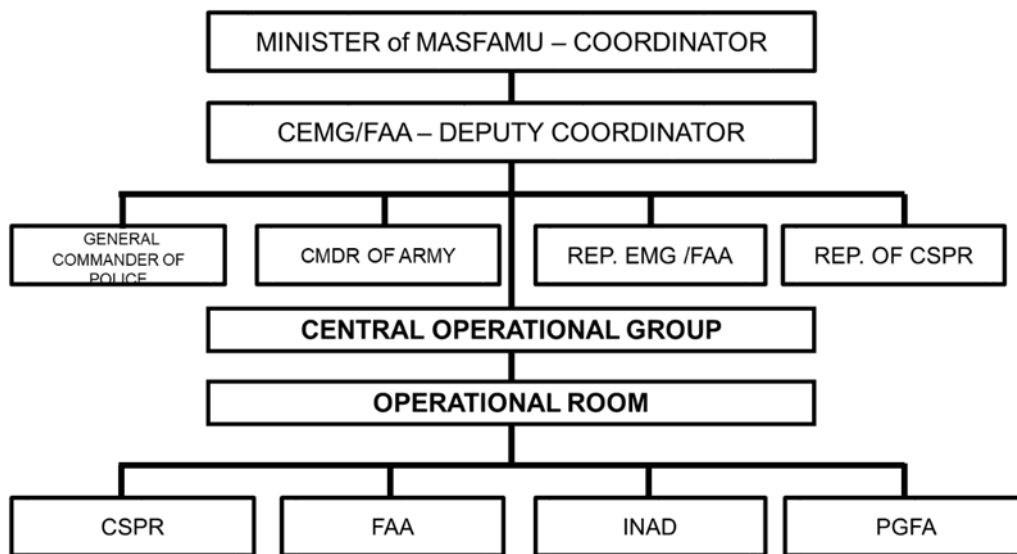 MINISTER of MASFAMU – COORDINATOR
CEMG/FAA – DEPUTY COORDINATOR
GENERAL
COMMANDER OF
POLICE
CMDR OF ARMY
REP. EMG /FAA
REP. OF CSPR
CENTRAL OPERATIONAL GROUP
OPERATIONAL ROOM
CSPR
FAA
INAD
PGFA